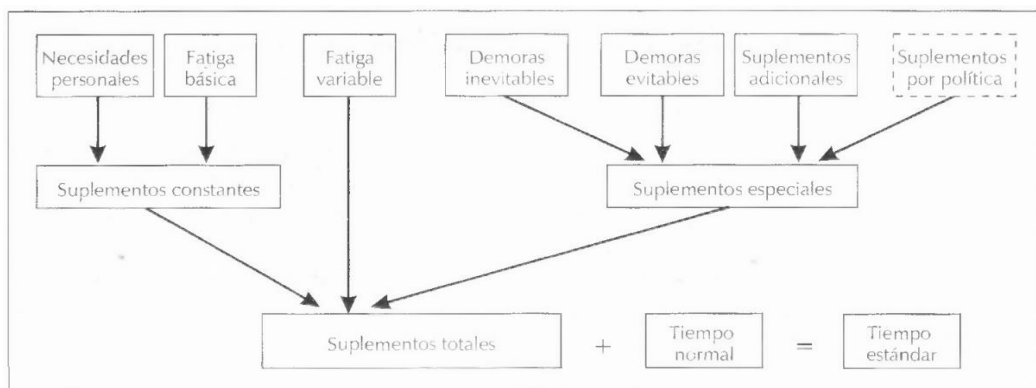 Necesidades
personales
Fatiga
básica
Fatiga
variable
Demoras
inevitables
Demoras
evitables
Suplementos
adicionales
Suplementos
por política
Suplementos constantes
Suplementos especiales
Suplementos totales
+
Tiempo
normal
=
Tiempo
estándar